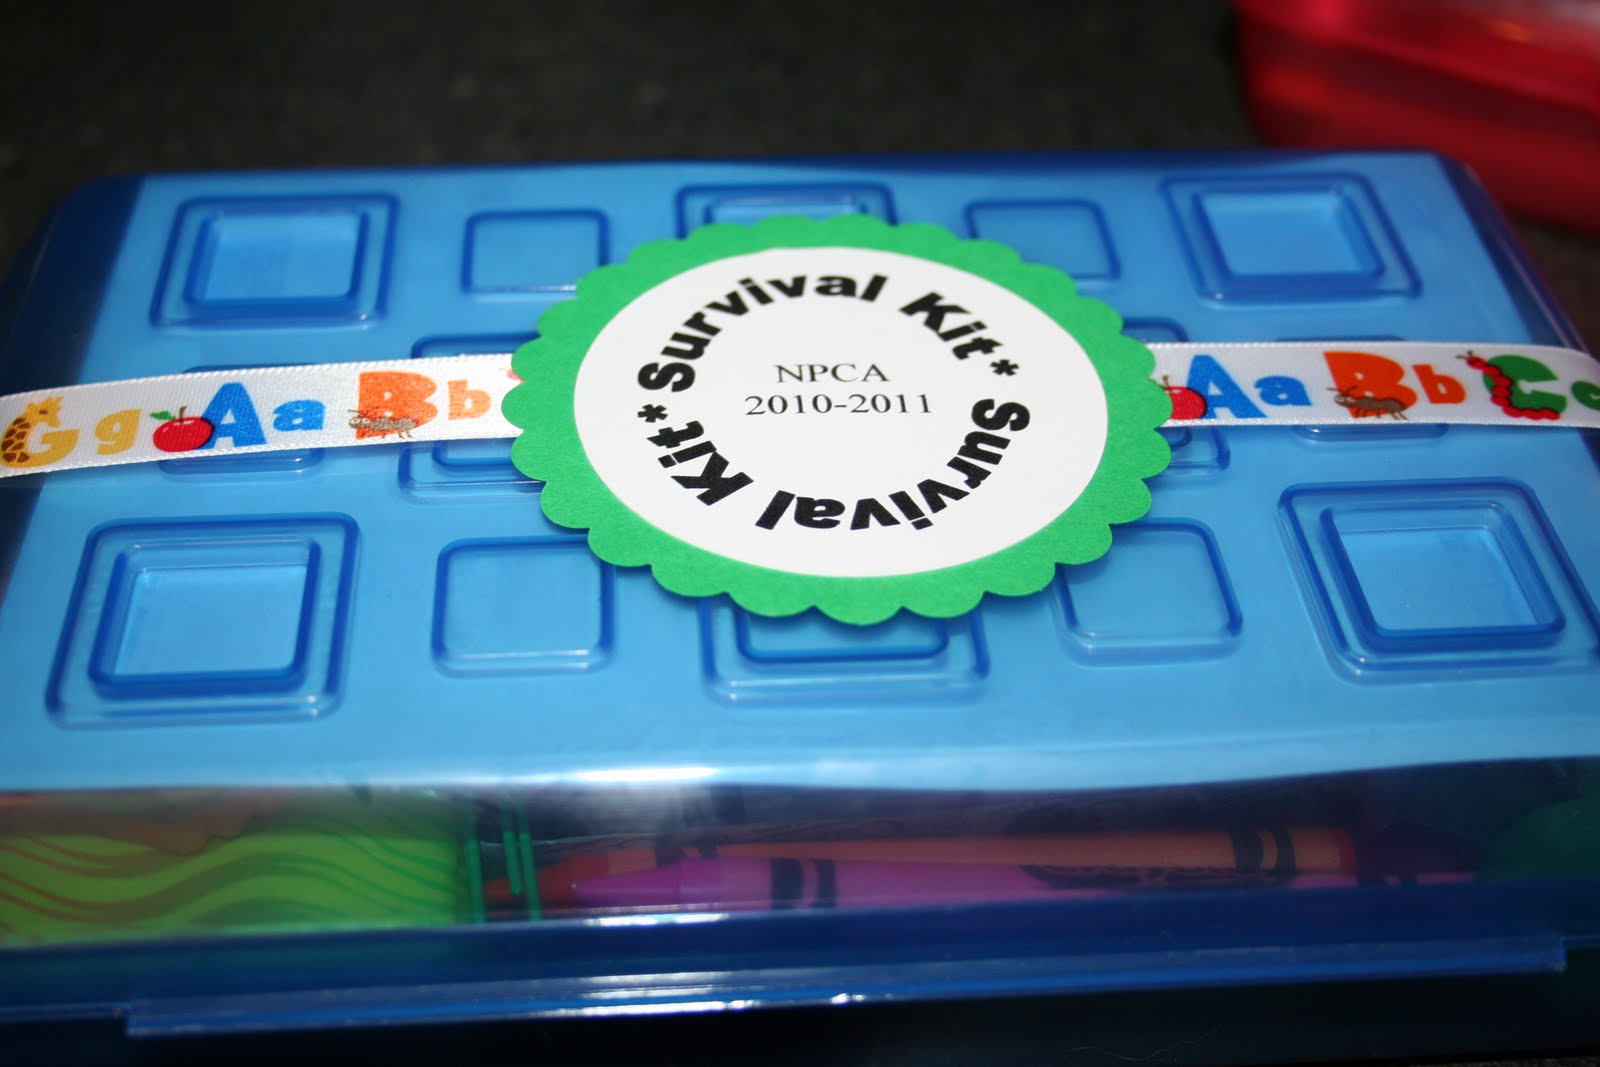 Survival Kit* Survival Kit*
NPCA
2010-2011
Gg Aa Bb
Aa Bb Cc